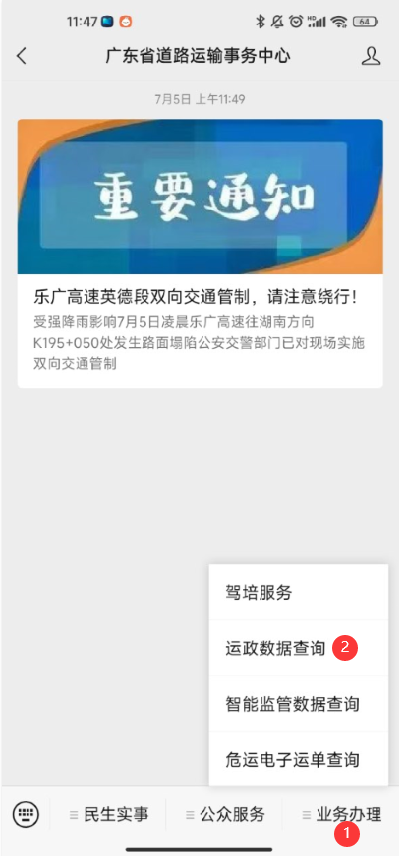 11:47
HD
64
广东省道路运输事务中心
7月5日 上午11:49
重要通知
乐广高速英德段双向交通管制，请注意绕行！
受强降雨影响7月5日凌晨乐广高速往湖南方向
K195+050处发生路面塌陷公安交警部门已对现场实施
双向交通管制
驾培服务
运政数据查询 2
智能监管数据查询
危运电子运单查询
民生实事
公众服务
业务办理
1